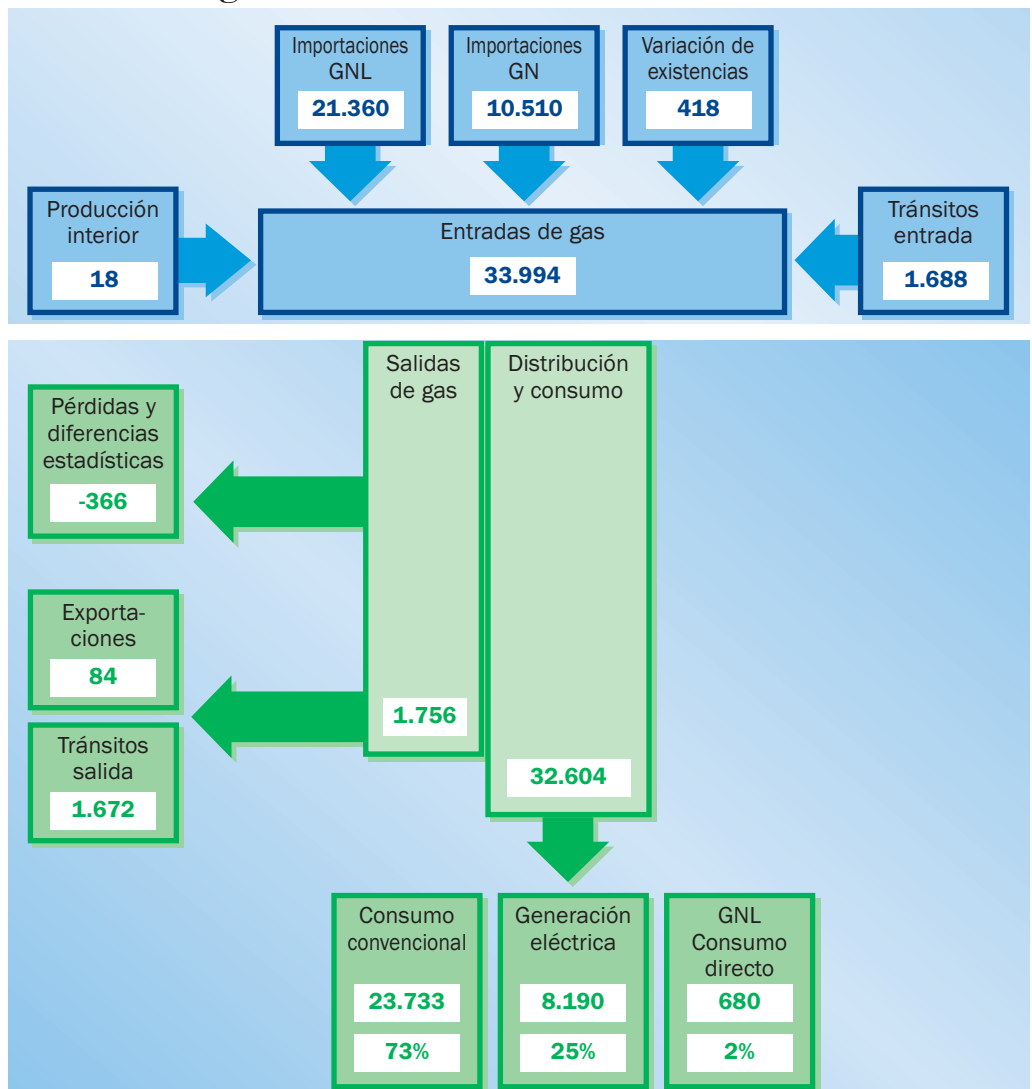 Importaciones
GNL
21.360
Importaciones
GN
10.510
Variación de
existencias
418
Producción
interior
18
Entradas de gas
33.994
Tránsitos
entrada
1.688
Salidas
de gas
1.756
Distribución
y consumo
32.604
Pérdidas y
diferencias
estadísticas
-366
Exporta-
ciones
84
Tránsitos
salida
1.672
Consumo
convencional
23.733
73%
Generación
eléctrica
8.190
25%
GNL
Consumo
directo
680
2%